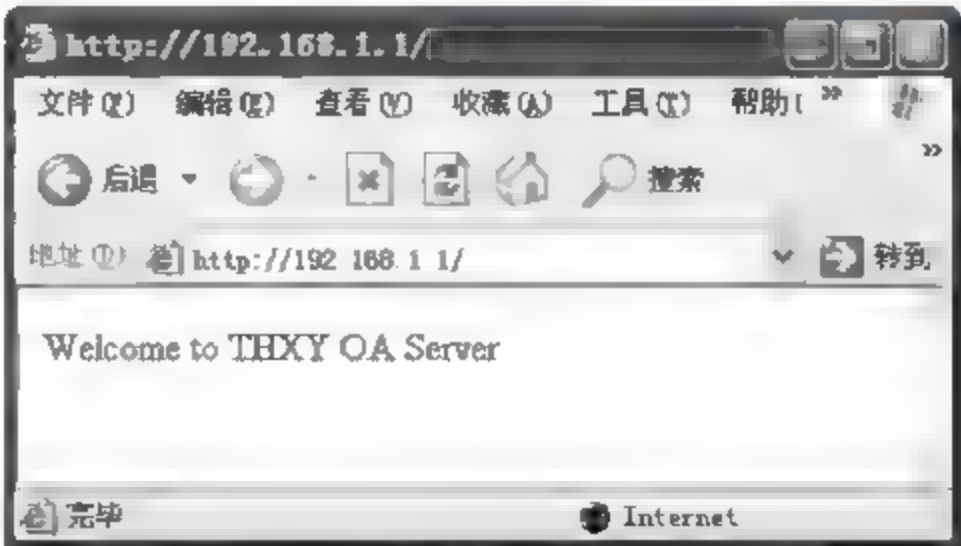 http://192.168.1.1/
文件(F) 编辑(E) 查看(V) 收藏(A) 工具(T) 帮助( »
后退 搜索 »
地址(D) http://192 168.1 1/ 转到
Welcome to THXY OA Server
完毕 Internet